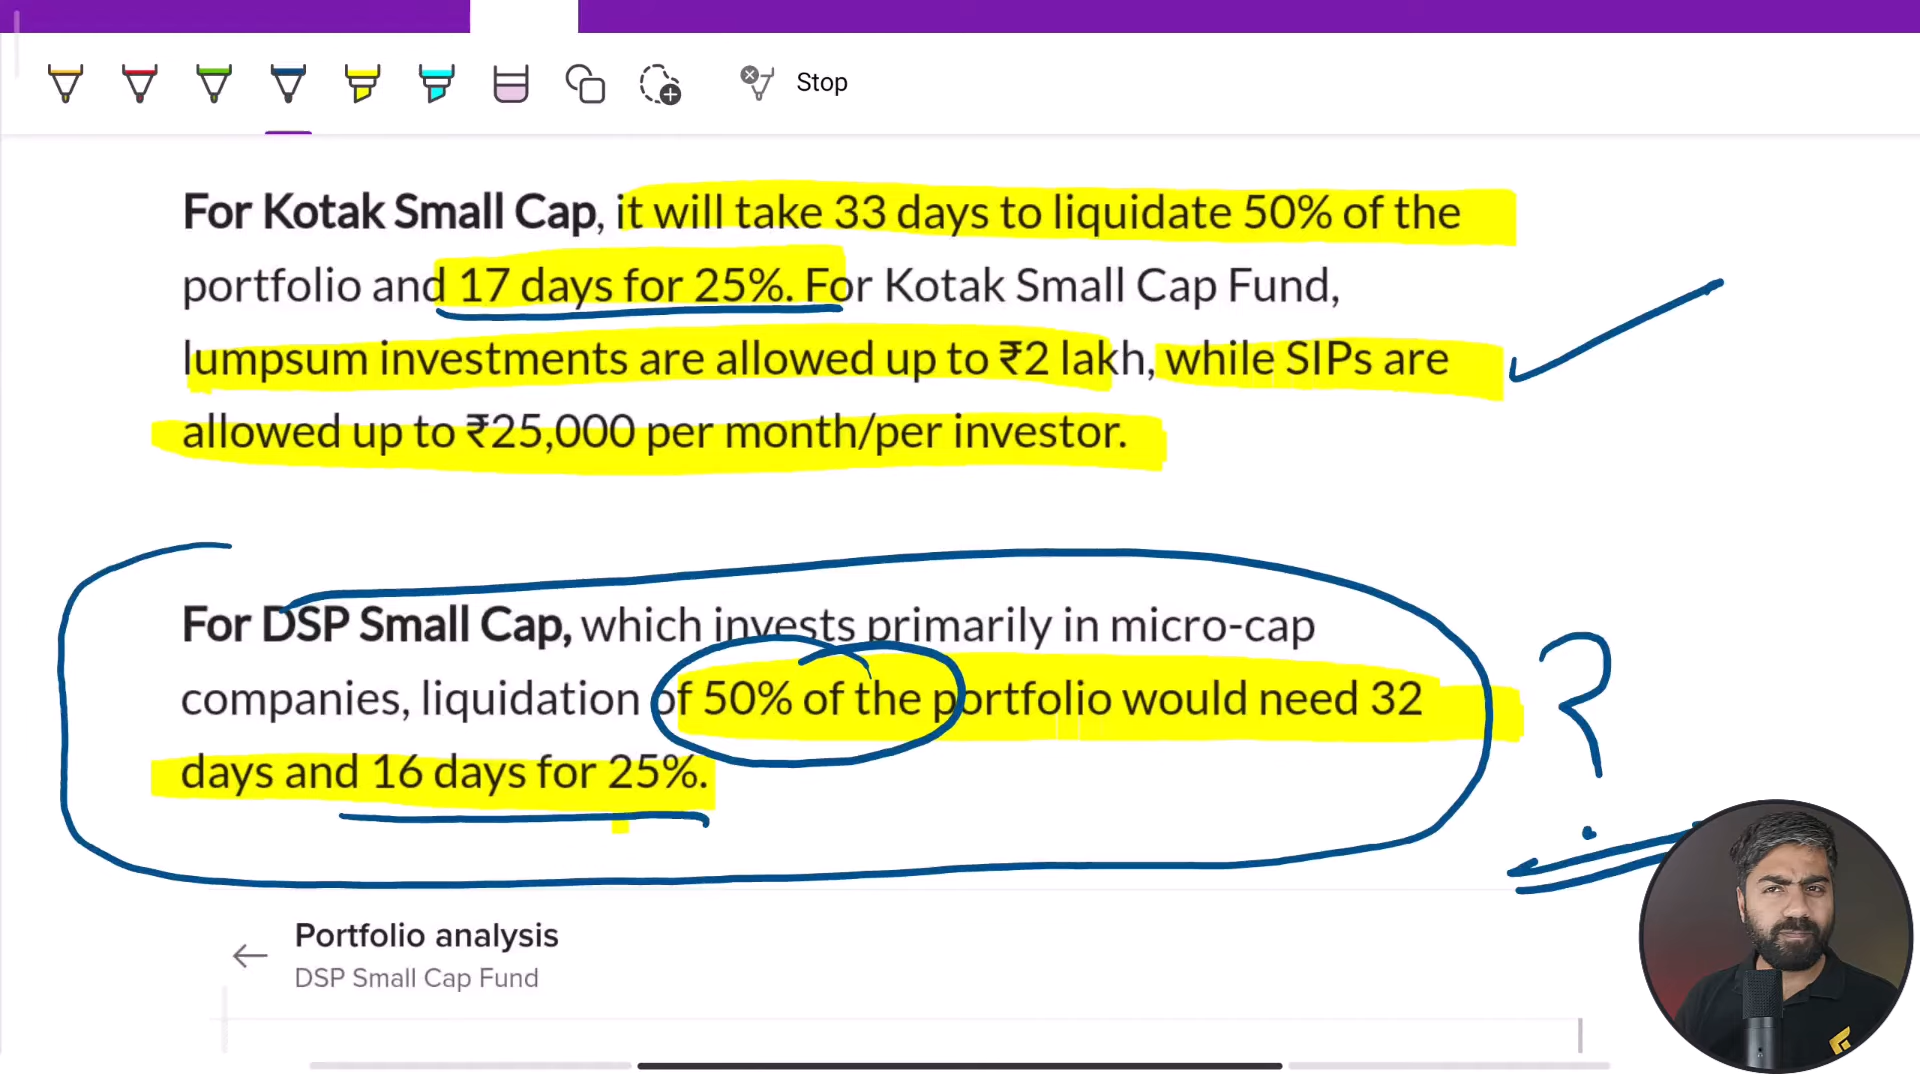 Stop
For Kotak Small Cap, it will take 33 days to liquidate 50% of the
portfolio and 17 days for 25%. For Kotak Small Cap Fund,
lumpsum investments are allowed up to ₹2 lakh, while SIPs are
allowed up to ₹25,000 per month/per investor.
For DSP Small Cap, which invests primarily in micro-cap
companies, liquidation of 50% of the portfolio would need 32
days and 16 days for 25%.
?
Portfolio analysis
DSP Small Cap Fund